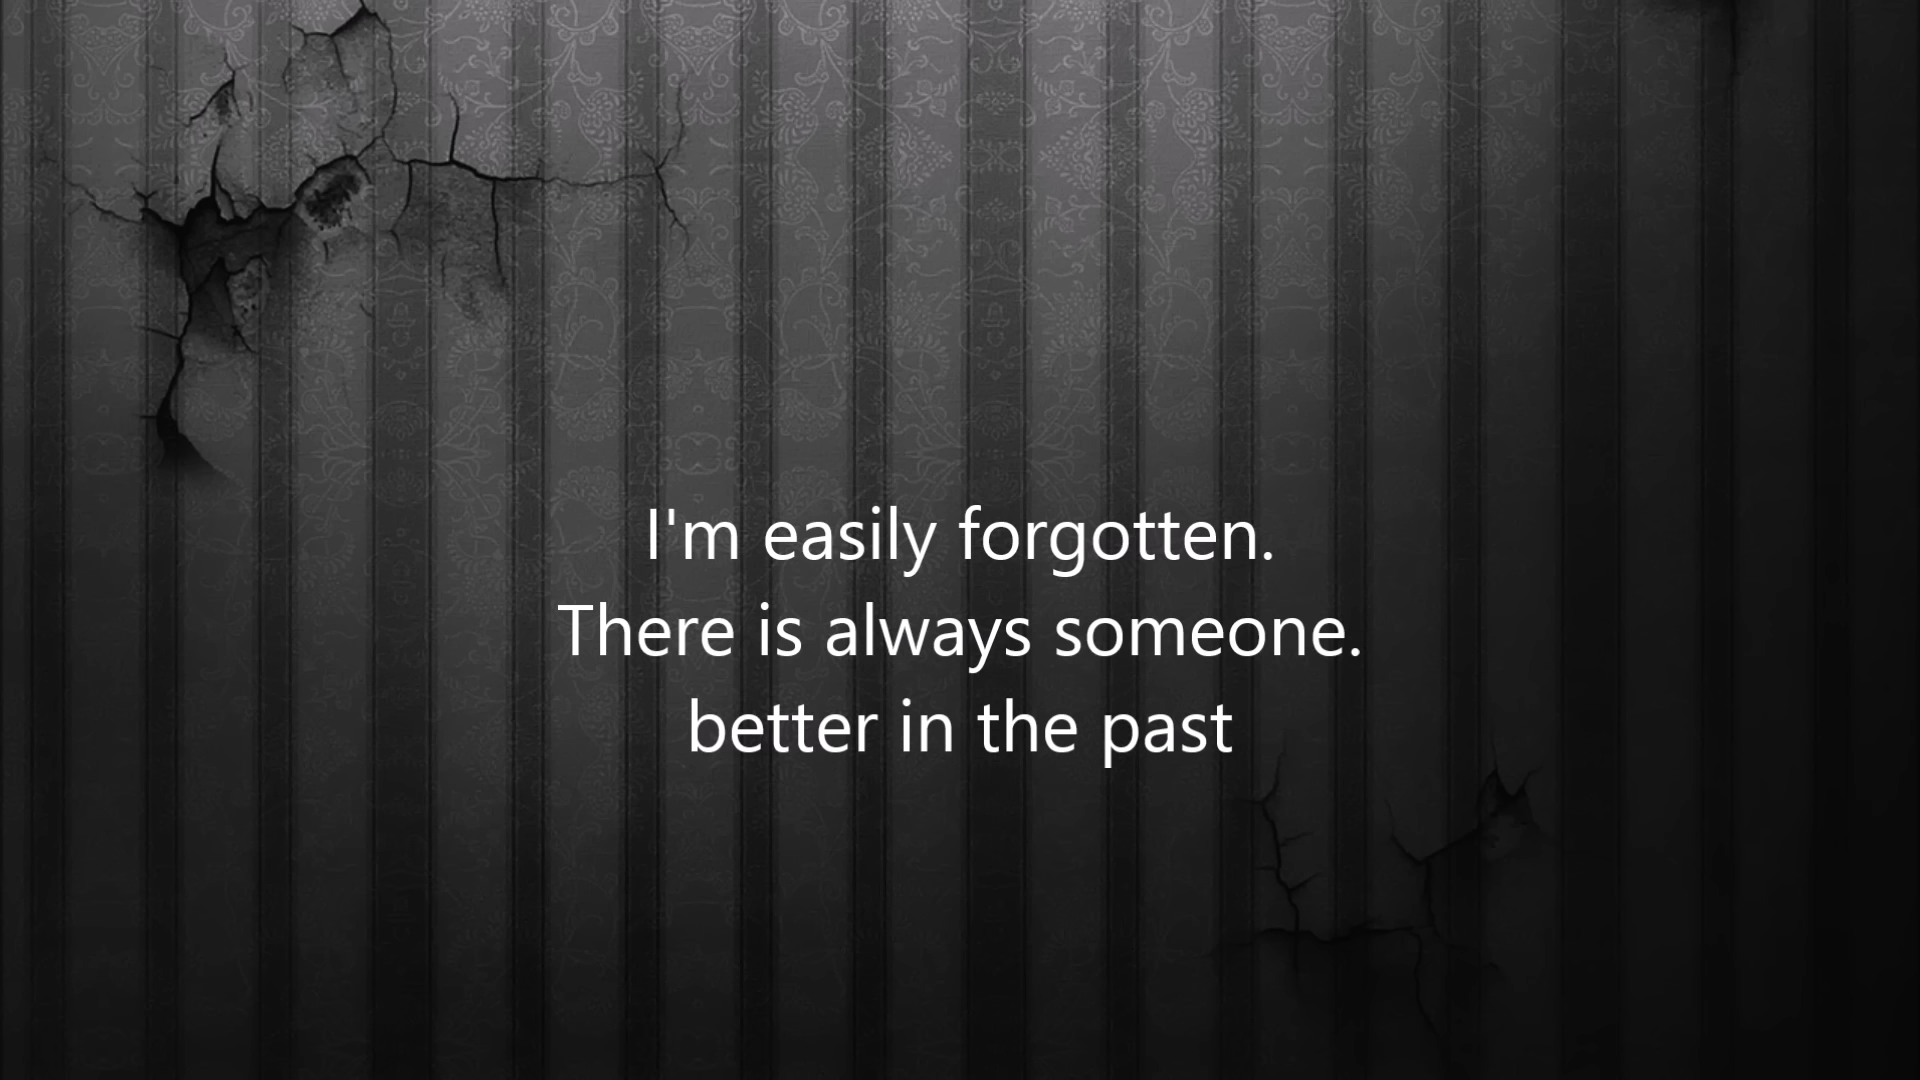 I'm easily forgotten.
There is always someone.
better in the past